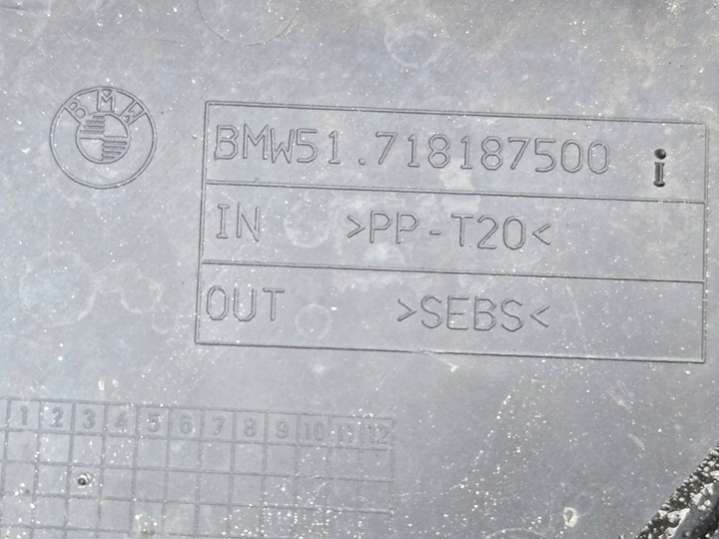 BMW
BMW51.718187500 i
IN >PP-T20<
OUT >SEBS<
1 2 3 4 5 6 7 8 9 10 11 12